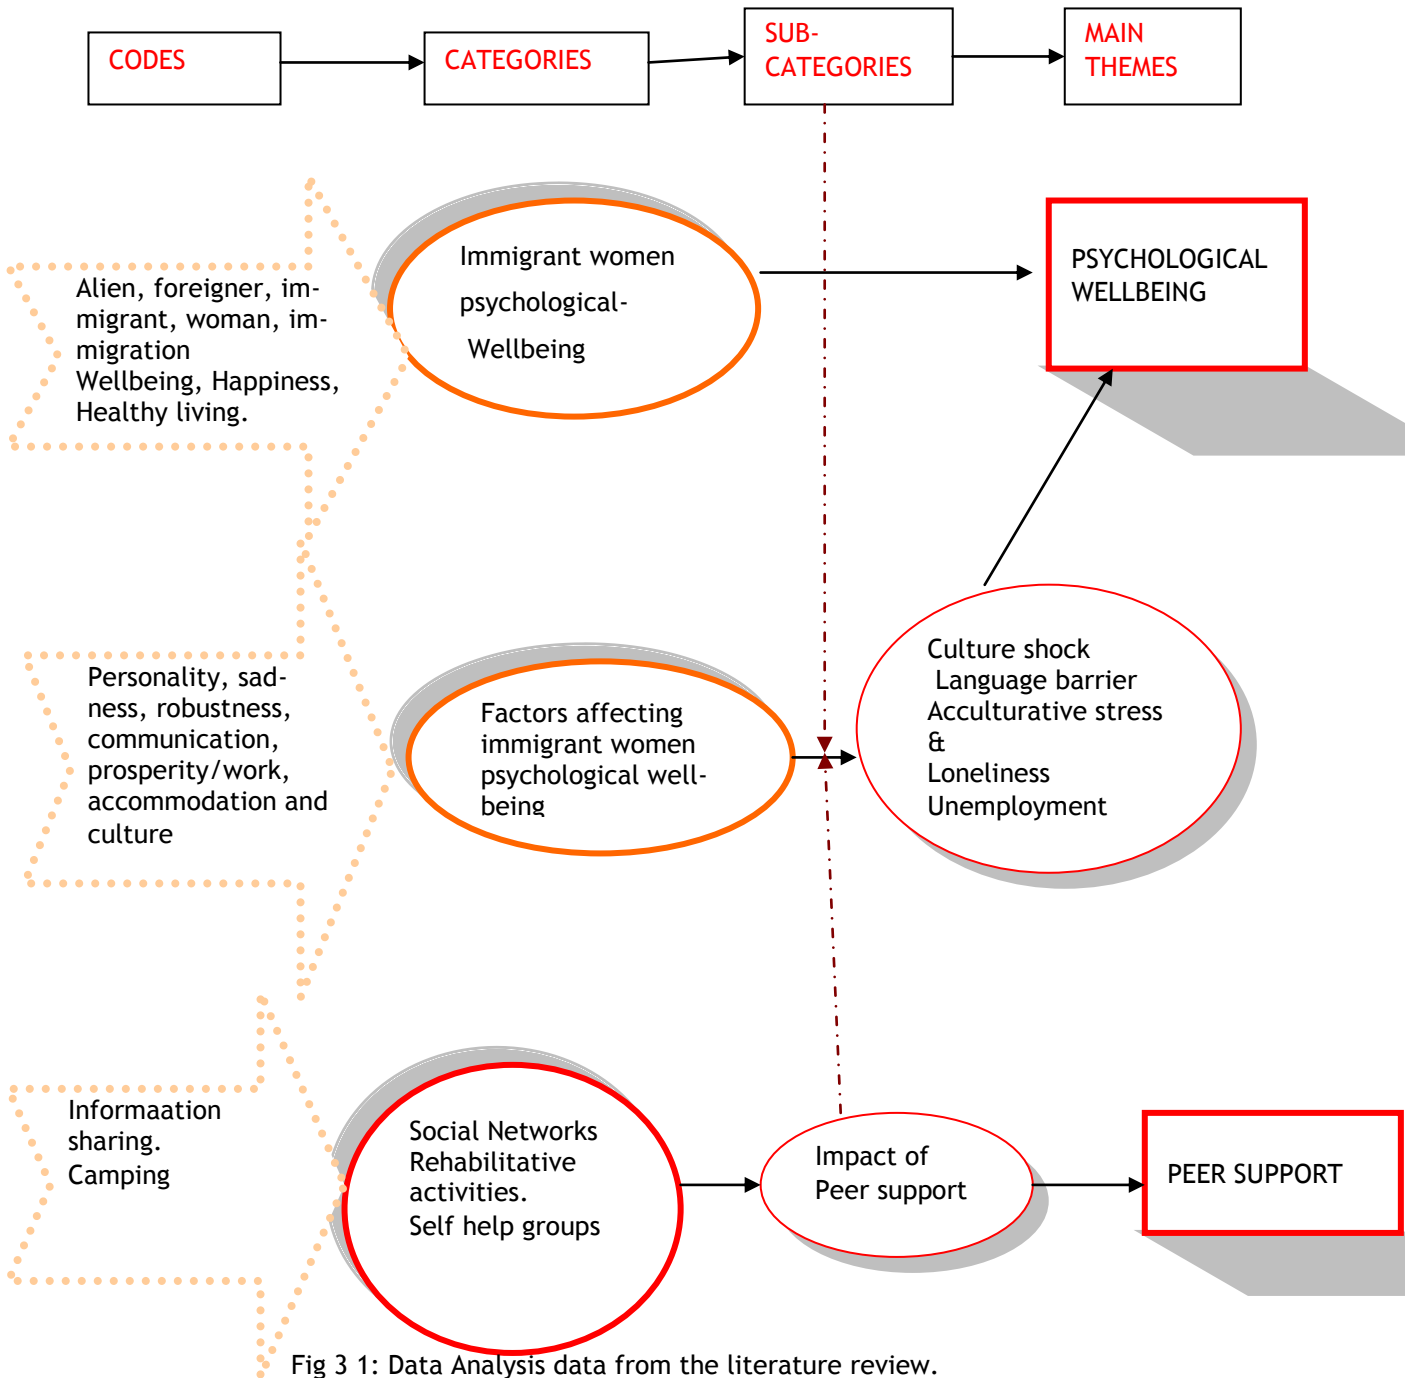 CODES
CATEGORIES
SUB-
CATEGORIES
MAIN
THEMES
Alien, foreigner, im-
migrant, woman, im-
migration
Wellbeing, Happiness,
Healthy living.
Immigrant women
psychological-
Wellbeing
PSYCHOLOGICAL
WELLBEING
Personality, sad-
ness, robustness,
communication,
prosperity/work,
accommodation and
culture
Factors affecting
immigrant women
psychological well-
being
Culture shock
Language barrier
Acculturative stress
&
Loneliness
Unemployment
Informaation
sharing.
Camping
Social Networks
Rehabilitative
activities.
Self help groups
Impact of
Peer support
PEER SUPPORT
Fig 3 1: Data Analysis data from the literature review.